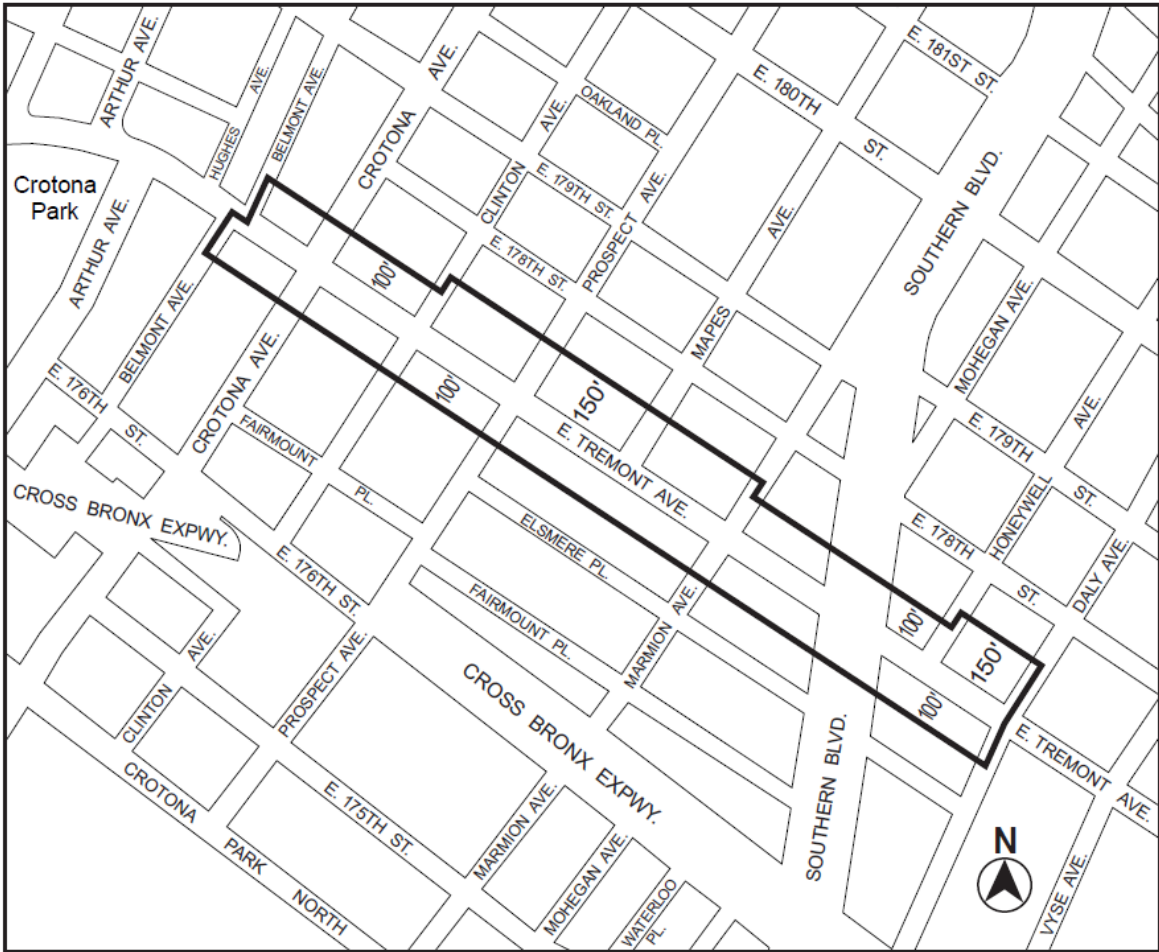 ARTHUR AVE.
HUGHES
AVE.
BELMONT AVE.
CROTONA
AVE.
OAKLAND PL.
E. 180TH
ST.
E. 181ST ST.
Crotona
Park
ARTHUR AVE.
CLINTON
AVE.
E. 179TH ST.
PROSPECT
AVE.
E. 178TH ST.
MAPES
AVE.
SOUTHERN BLVD.
MOHEGAN AVE.
BELMONT AVE.
CROTONA AVE.
100'
100'
150'
E. TREMONT AVE.
E. 176TH
ST.
FAIRMOUNT
PL.
E. 179TH
ST.
AVE.
HONEYWELL
E. 178TH
ST.
DALY AVE.
CROSS BRONX EXPWY.
E. 176TH ST.
ELSMERE PL.
FAIRMOUNT PL.
MARMION AVE.
100'
150'
100'
CLINTON
AVE.
PROSPECT AVE.
CROSS BRONX EXPWY.
SOUTHERN BLVD.
E. TREMONT AVE.
CROTONA
PARK
NORTH
E. 175TH ST.
MARMION AVE.
MOHEGAN AVE.
WATERLOO
PL.
N
VYSE AVE.